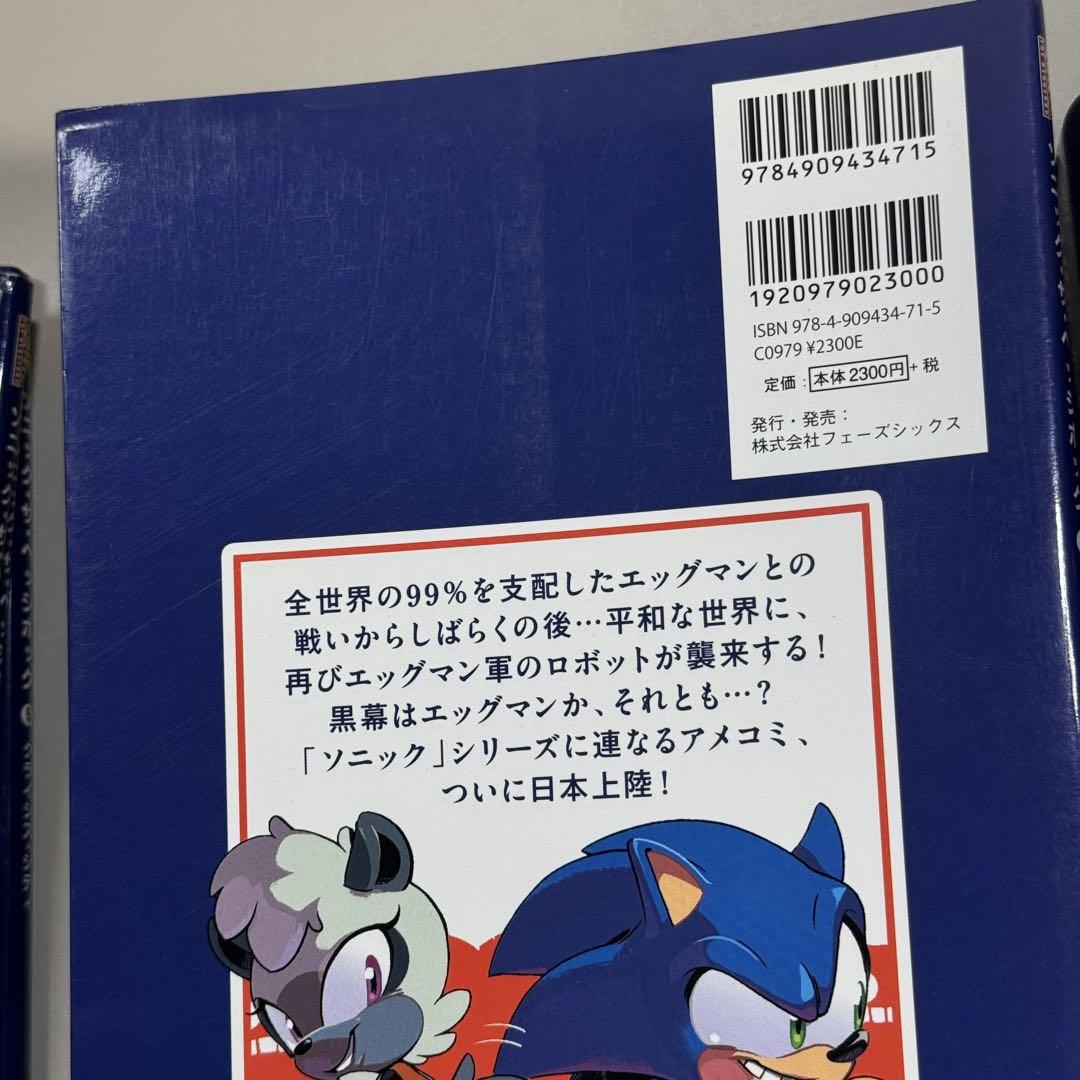 9784909434715
1920979023000
ISBN 978-4-909434-71-5
C0979 ¥2300E
定価：本体2300円+税
発行・発売：
株式会社フェーズシックス
全世界の99%を支配したエッグマンとの
戦いからしばらくの後…平和な世界に、
再びエッグマン軍のロボットが襲来する！
黒幕はエッグマンか、それとも…？
「ソニック」シリーズに連なるアメコミ、
ついに日本上陸！